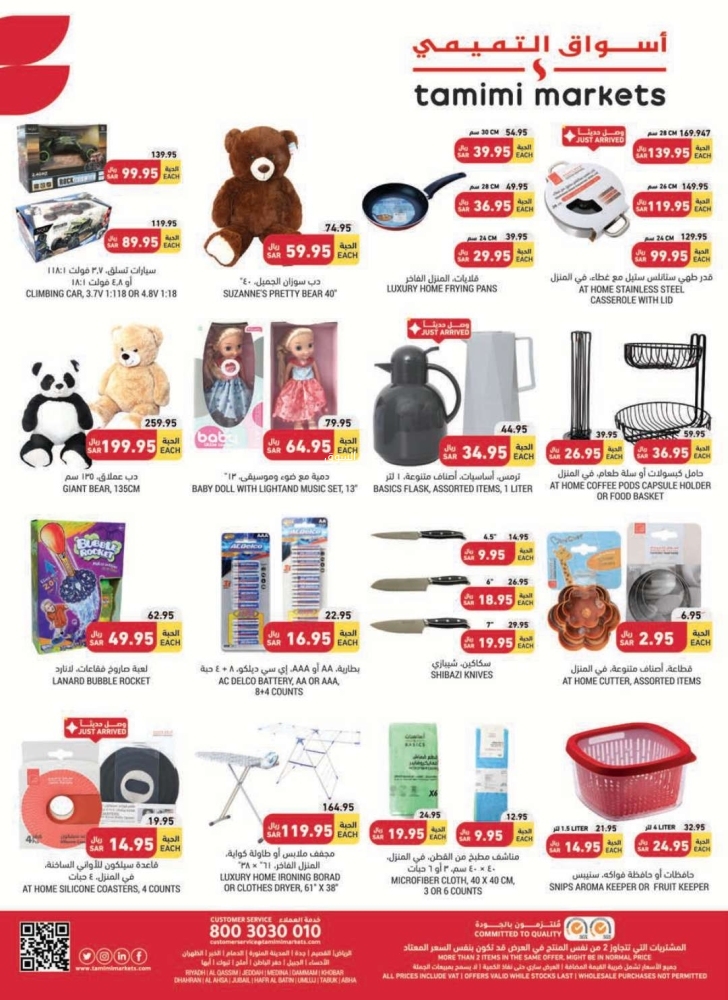 أسواق التميمي
tamimi markets
139.95
SAR ريال 99.95 الحبة EACH
119.95
SAR ريال 89.95 الحبة EACH
سيارات تسلق، ٣,٧ فولت ١:١٨
أو ٤,٨ فولت ١:١٨
CLIMBING CAR, 3.7V 1:118 OR 4.8V 1:18
74.95
SAR ريال 59.95 الحبة EACH
دب سوزان الجميل، ٤٠"
SUZANNE'S PRETTY BEAR 40"
30 CM سم 54.95
SAR ريال 39.95 الحبة EACH
28 CM سم 49.95
SAR ريال 36.95 الحبة EACH
24 CM سم 39.95
SAR ريال 29.95 الحبة EACH
قلايات، المنزل الفاخر
LUXURY HOME FRYING PANS
وصل حديثاً
JUST ARRIVED
28 CM سم 169.947
SAR ريال 139.95 الحبة EACH
26 CM سم 149.95
SAR ريال 119.95 الحبة EACH
24 CM سم 129.95
SAR ريال 99.95 الحبة EACH
قدر طهي ستانلس ستيل مع غطاء، في المنزل
AT HOME STAINLESS STEEL
CASSEROLE WITH LID
259.95
SAR ريال 199.95 الحبة EACH
دب عملاق، ١٣٥ سم
GIANT BEAR, 135CM
79.95
SAR ريال 64.95 الحبة EACH
دمية مع ضوء وموسيقى، ١٣"
BABY DOLL WITH LIGHTAND MUSIC SET, 13"
وصل حديثاً
JUST ARRIVED
44.95
SAR ريال 34.95 الحبة EACH
ترمس، أساسيات، أصناف متنوعة، ١ لتر
BASICS FLASK, ASSORTED ITEMS, 1 LITER
39.95
SAR ريال 26.95 الحبة EACH
54.95
SAR ريال 36.95 الحبة EACH
حامل كبسولات أو سلة طعام، في المنزل
AT HOME COFFEE PODS CAPSULE HOLDER
OR FOOD BASKET
BUBBLE ROCKET
62.95
SAR ريال 49.95 الحبة EACH
لعبة صاروخ فقاعات، لانارد
LANARD BUBBLE ROCKET
ACDelco
AA
22.95
SAR ريال 16.95 الحبة EACH
بطارية، AA أو AAA، إي سي ديلكو، ٨ + ٤ حبة
AC DELCO BATTERY, AA OR AAA,
8+4 COUNTS
4.5" 14.95
SAR ريال 9.95 الحبة EACH
6" 26.95
SAR ريال 18.95 الحبة EACH
7" 29.95
SAR ريال 19.95 الحبة EACH
سكاكين، شيبازي
SHIBAZI KNIVES
6.95
SAR ريال 2.95 الحبة EACH
قطاعة، أصناف متنوعة، في المنزل
AT HOME CUTTER, ASSORTED ITEMS
وصل حديثاً
JUST ARRIVED
19.95
SAR ريال 14.95 الحبة EACH
قاعدة سيلكون للأواني الساخنة،
في المنزل، ٤ حبات
AT HOME SILICONE COASTERS, 4 COUNTS
164.95
SAR ريال 119.95 الحبة EACH
مجفف ملابس أو طاولة كواية،
المنزل الفاخر، ٦١" × ٣٨"
LUXURY HOME IRONING BORAD
OR CLOTHES DRYER, 61" X 38"
أساسيات
BASICS
X6
24.95
SAR ريال 19.95 الحبة EACH
12.95
SAR ريال 9.95 الحبة EACH
مناشف مطبخ من القطن، في المنزل،
٤٠ × ٤٠ سم، ٣ أو ٦ حبات
MICROFIBER CLOTH, 40 X 40 CM,
3 OR 6 COUNTS
1.5 LITER لتر 21.95
SAR ريال 14.95 الحبة EACH
4 LITER لتر 32.95
SAR ريال 24.95 الحبة EACH
حافظات أو حافظة فواكه، سنيبس
SNIPS AROMA KEEPER OR FRUIT KEEPER
www.tamimimarkets.com
CUSTOMER SERVICE خدمة العملاء
800 3030 010
customerservice@tamimimarkets.com
الرياض | القصيم | جدة | المدينة المنورة | الدمام | الخبر | الظهران
الأحساء | الجبيل | حفر الباطن | أملج | تبوك | أبها
RIYADH | AL QASSIM | JEDDAH | MEDINA | DAMMAM | KHOBAR
DHAHRAN | AL AHSA | JUBAIL | HAFR AL BATIN | UMLUJ | TABUK | ABHA
مُلتزمون بالجودة
COMMITTED TO QUALITY
المشتريات التي تتجاوز 2 من نفس المنتج في العرض قد تكون بنفس السعر المعتاد
MORE THAN 2 ITEMS IN THE SAME OFFER, MIGHT BE IN NORMAL PRICE
جميع الأسعار تشمل ضريبة القيمة المضافة | العرض ساري حتى نفاذ الكمية | لا يسمح بمبيعات الجملة
ALL PRICES INCLUDE VAT | OFFERS VALID WHILE STOCKS LAST | WHOLESALE PURCHASES NOT PERMITTED